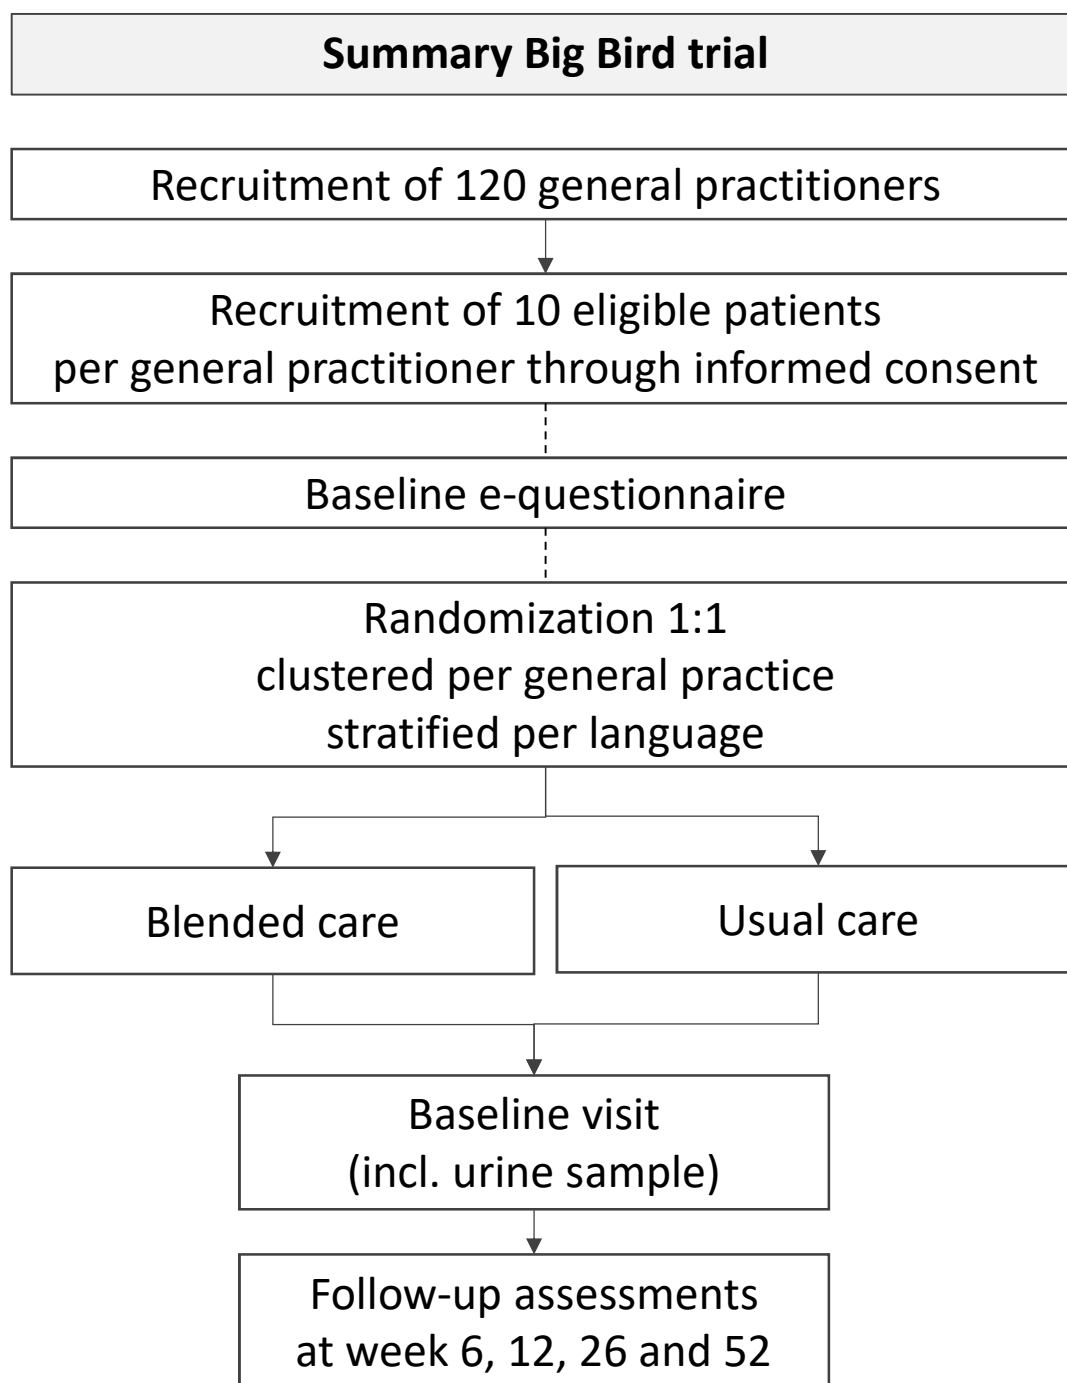 Summary Big Bird trial
Recruitment of 120 general practitioners
Recruitment of 10 eligible patients
per general practitioner through informed consent
Baseline e-questionnaire
Randomization 1:1
clustered per general practice
stratified per language
Blended care
Usual care
Baseline visit
(incl. urine sample)
Follow-up assessments
at week 6, 12, 26 and 52